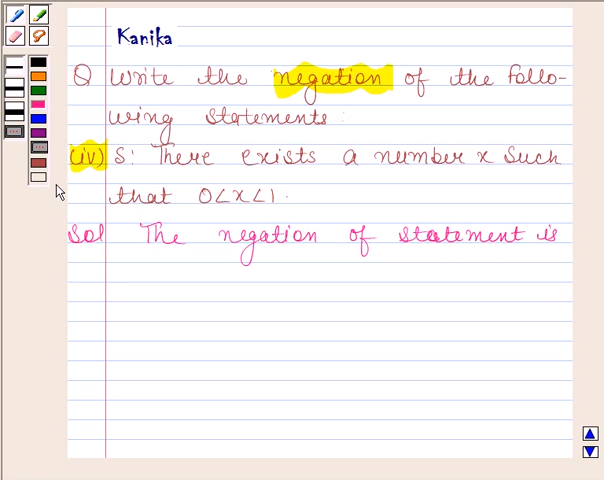 Kanika
Q Write the negation of the follo-
wing statements:
(iv) S: There exists a number x such
that 0<x<1.
Sol The negation of statement is